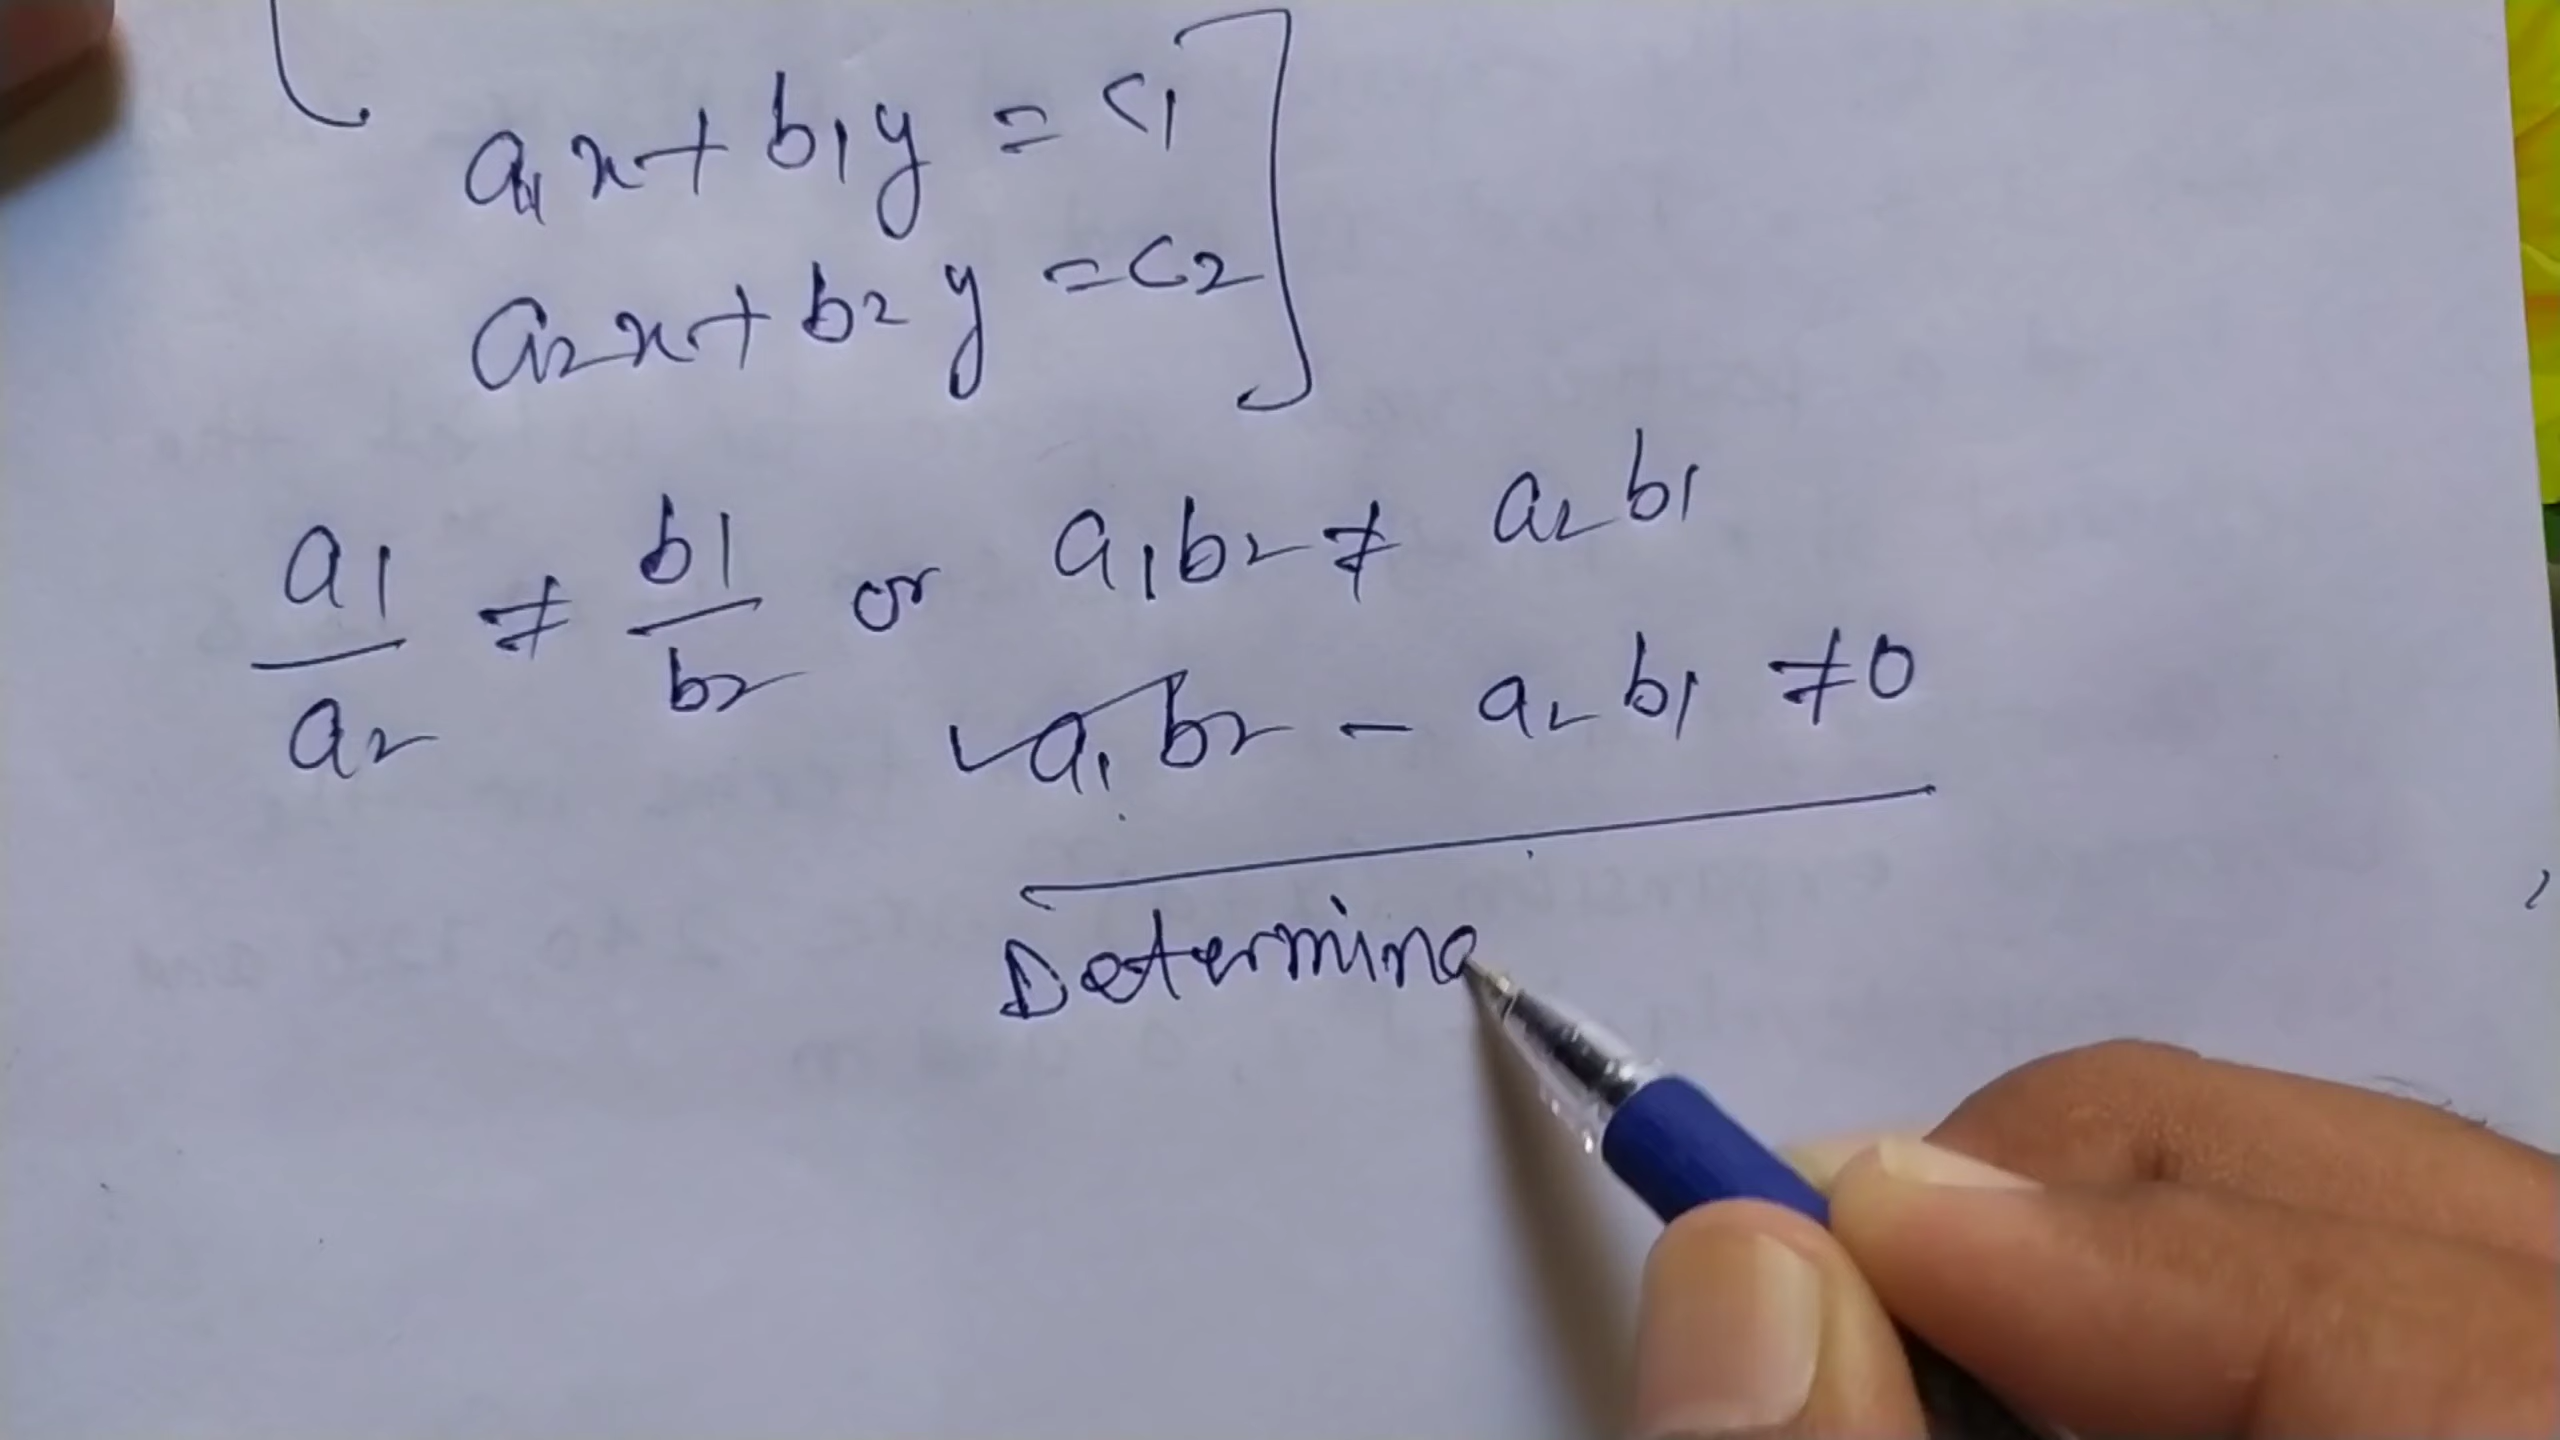 a₁x + b₁y = c₁
a₂x + b₂y = c₂
a₁/a₂ ≠ b₁/b₂ or a₁b₂ ≠ a₂b₁
a₁b₂ - a₂b₁ ≠ 0
Determina